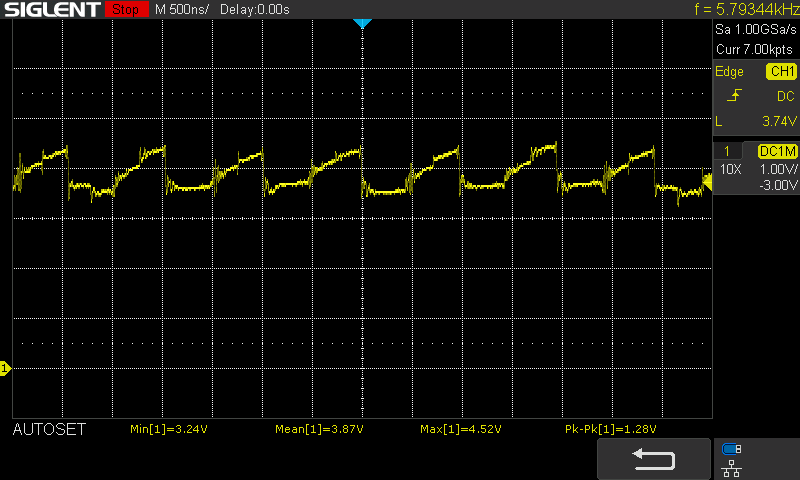 SIGLENT Stop M 500ns/ Delay:0.00s f = 5.79344kHz
Sa 1.00GSa/s
Curr 7.00kpts
Edge CH1
DC
L 3.74V
1 DC1M
10X 1.00V/
-3.00V
1
AUTOSET Min[1]=3.24V Mean[1]=3.87V Max[1]=4.52V Pk-Pk[1]=1.28V